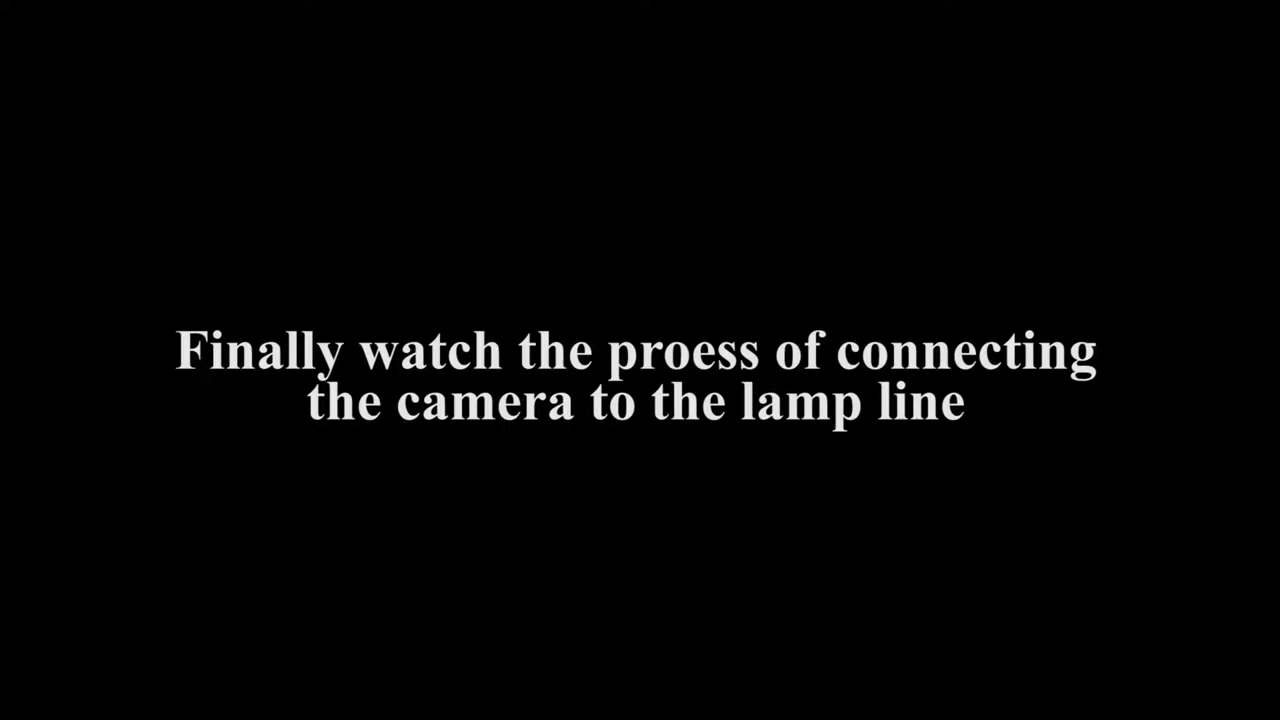 Finally watch the proess of connecting
the camera to the lamp line